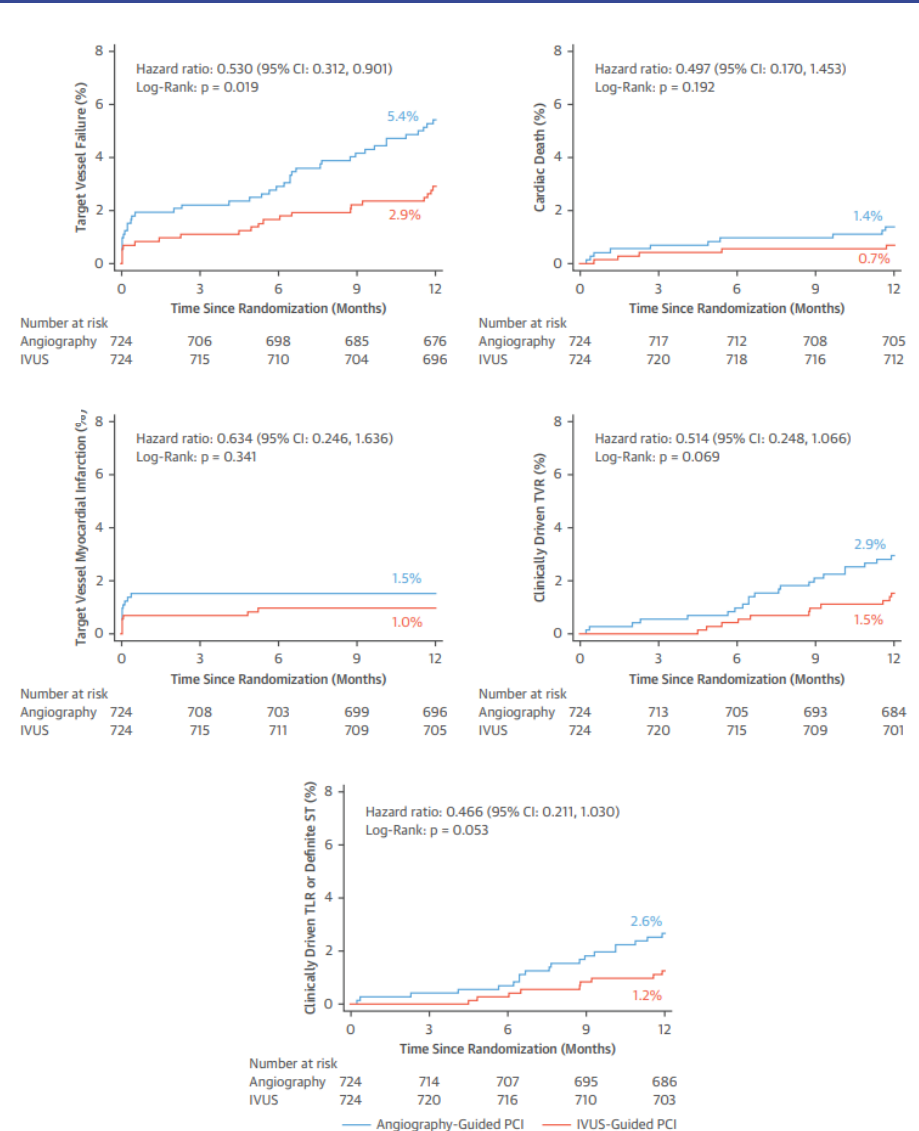 Target Vessel Failure (%)
8
6
4
2
0
Hazard ratio: 0.530 (95% CI: 0.312, 0.901)
Log-Rank: p = 0.019
5.4%
2.9%
0 3 6 9 12
Time Since Randomization (Months)
Number at risk
Angiography 724 706 698 685 676
IVUS 724 715 710 704 696
Cardiac Death (%)
8
6
4
2
0
Hazard ratio: 0.497 (95% CI: 0.170, 1.453)
Log-Rank: p = 0.192
1.4%
0.7%
0 3 6 9 12
Time Since Randomization (Months)
Number at risk
Angiography 724 717 712 708 705
IVUS 724 720 718 716 712
Target Vessel Myocardial Infarction (%)
8
6
4
2
0
Hazard ratio: 0.634 (95% CI: 0.246, 1.636)
Log-Rank: p = 0.341
1.5%
1.0%
0 3 6 9 12
Time Since Randomization (Months)
Number at risk
Angiography 724 708 703 699 696
IVUS 724 715 711 709 705
Clinically Driven TVR (%)
8
6
4
2
0
Hazard ratio: 0.514 (95% CI: 0.248, 1.066)
Log-Rank: p = 0.069
2.9%
1.5%
0 3 6 9 12
Time Since Randomization (Months)
Number at risk
Angiography 724 713 705 693 684
IVUS 724 720 715 709 701
Clinically Driven TLR or Definite ST (%)
8
6
4
2
0
Hazard ratio: 0.466 (95% CI: 0.211, 1.030)
Log-Rank: p = 0.053
2.6%
1.2%
0 3 6 9 12
Time Since Randomization (Months)
Number at risk
Angiography 724 714 707 695 686
IVUS 724 720 716 710 703
Angiography-Guided PCI IVUS-Guided PCI